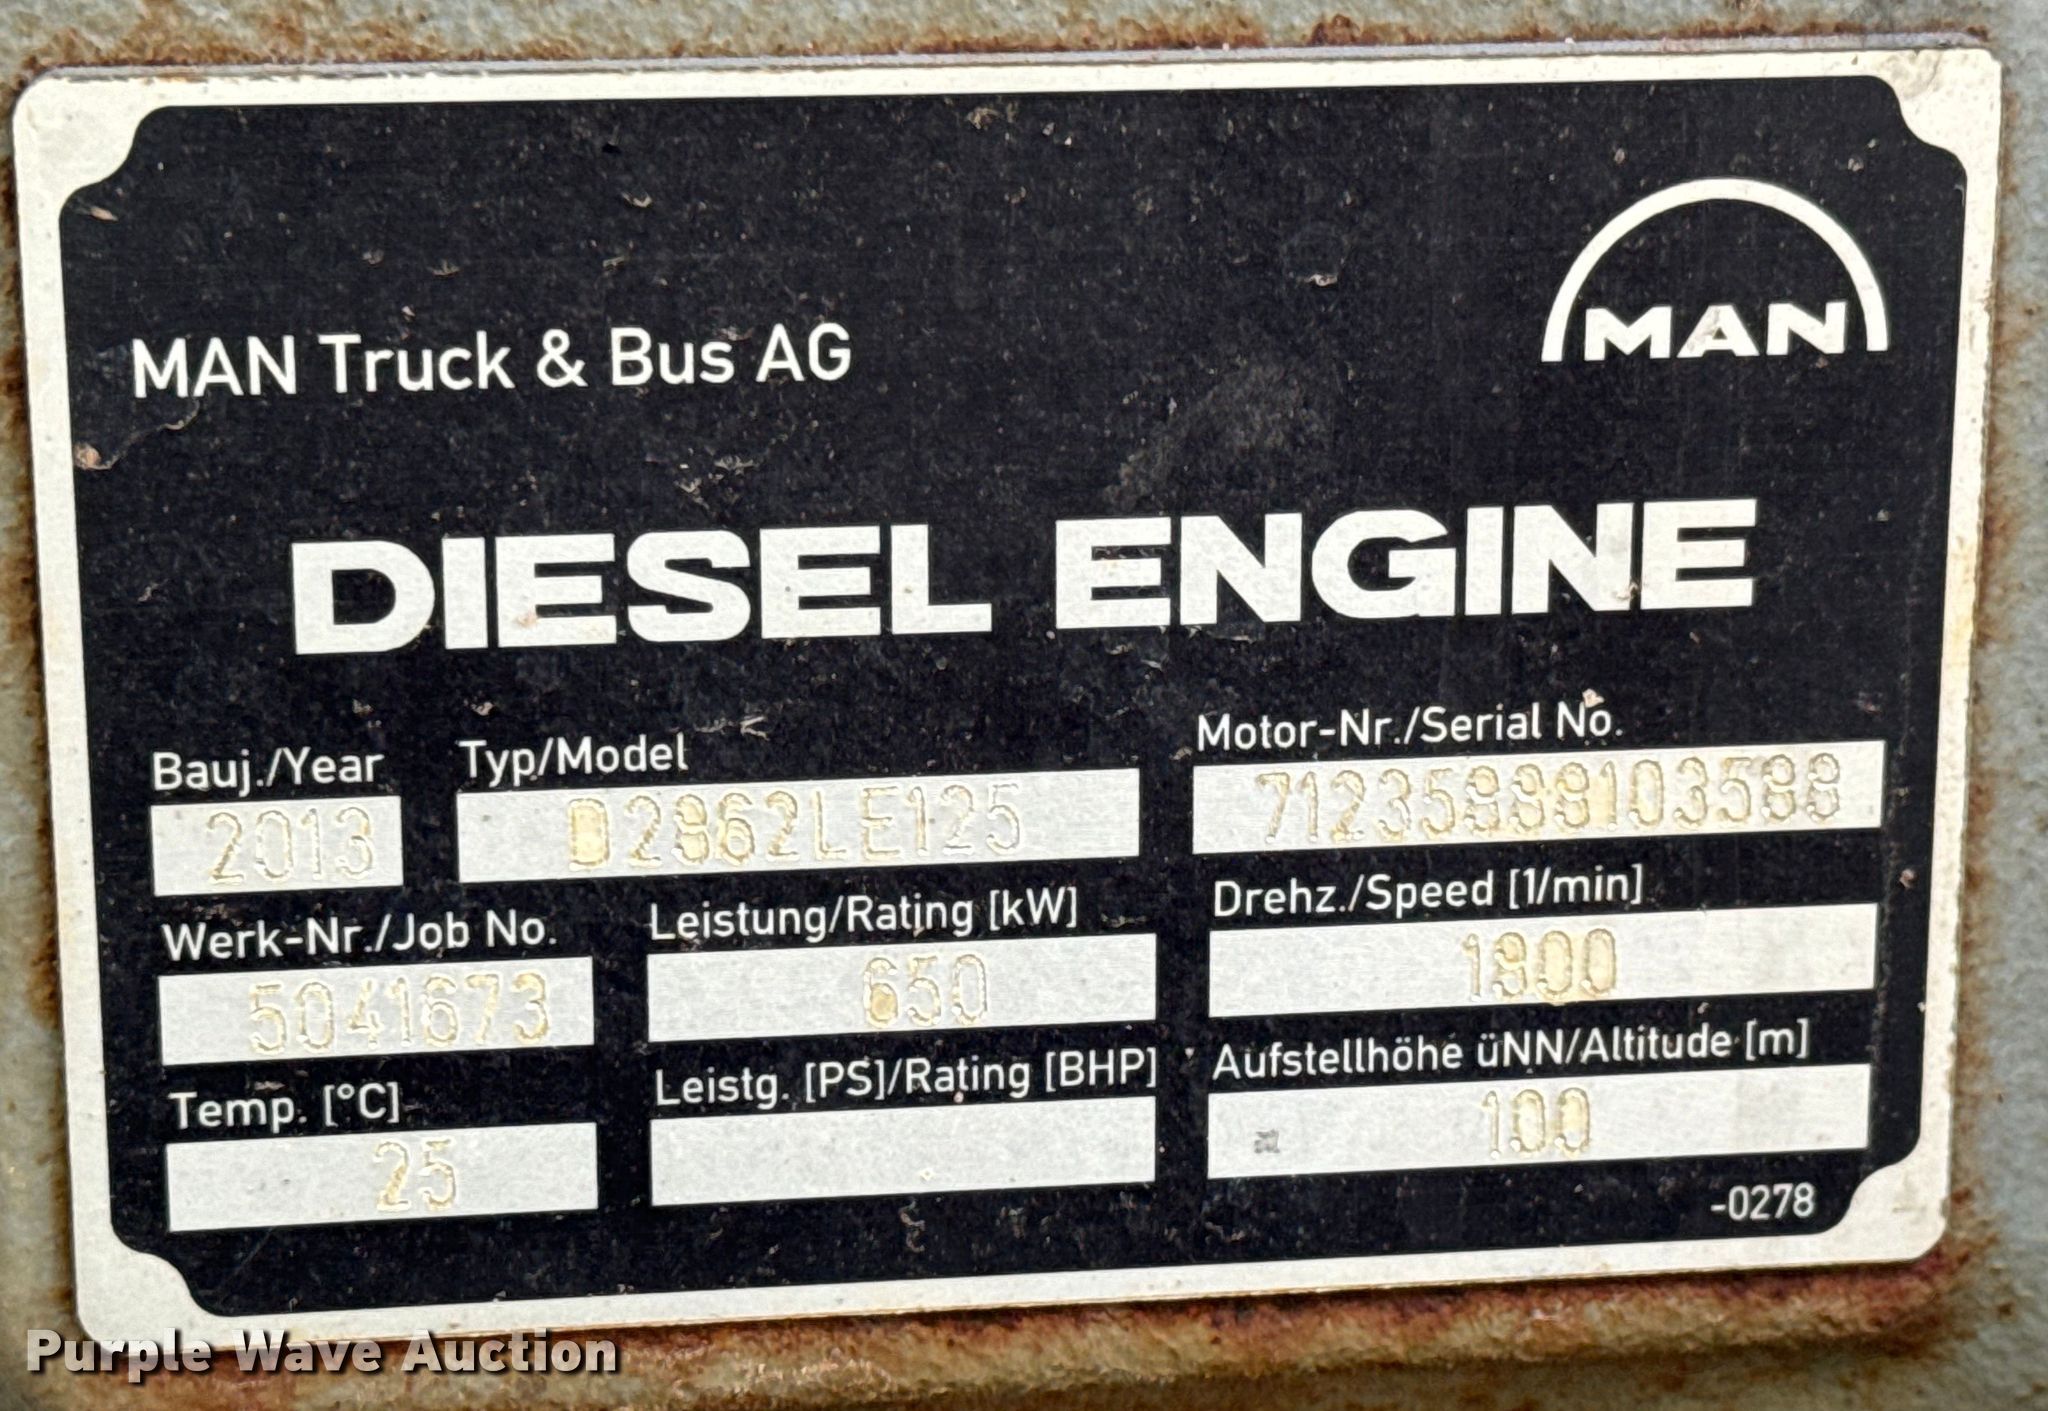 MAN
MAN Truck & Bus AG
DIESEL ENGINE
Bauj./Year Typ/Model Motor-Nr./Serial No.
2013 D2862LE125 71235888103588
Werk-Nr./Job No. Leistung/Rating [kW] Drehz./Speed [1/min]
5041673 650 1800
Temp. [°C] Leistg. [PS]/Rating [BHP] Aufstellhöhe üNN/Altitude [m]
25 100
-0278
Purple Wave Auction